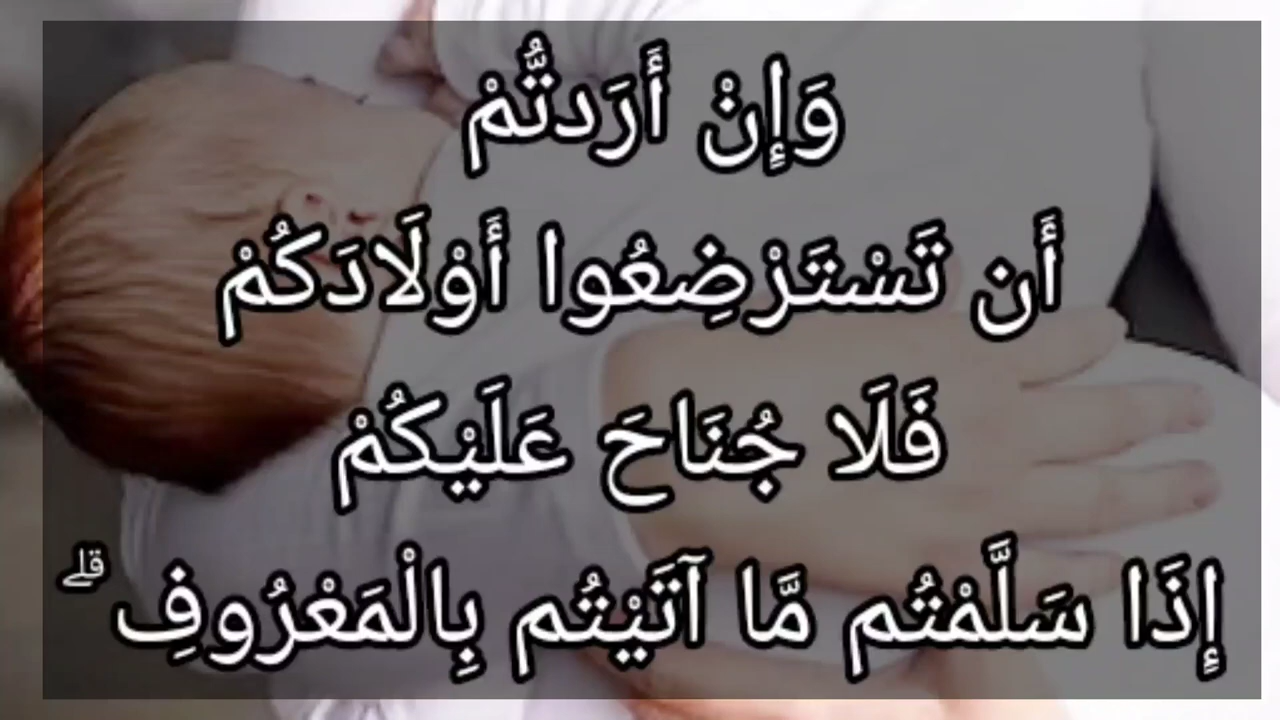 وَإِنْ أَرَدتُّمْ
أَن تَسْتَرْضِعُوا أَوْلَادَكُمْ
فَلَا جُنَاحَ عَلَيْكُمْ
إِذَا سَلَّمْتُم مَّا آتَيْتُم بِالْمَعْرُوفِ ۗ